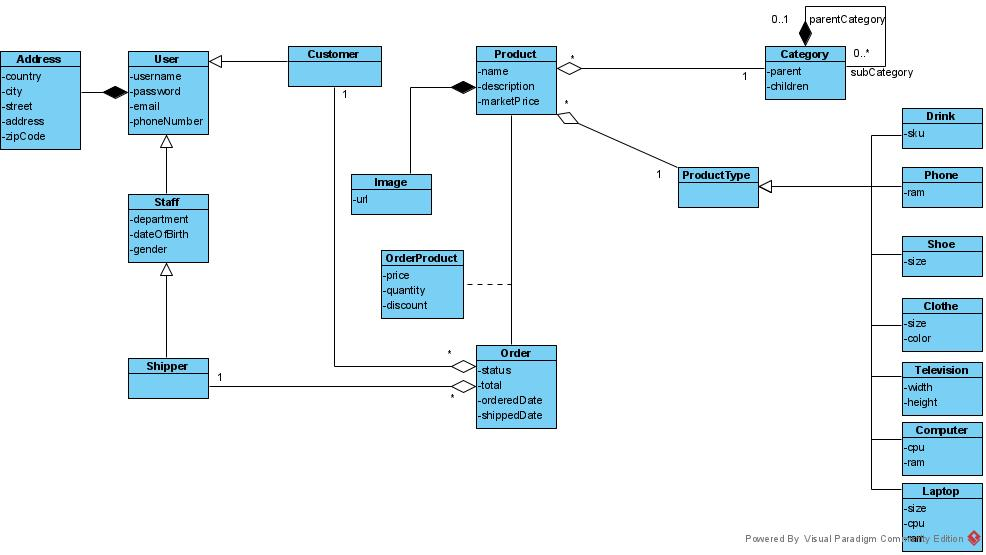 Address
-country
-city
-street
-address
-zipCode
User
-username
-password
-email
-phoneNumber
Customer
1
Product
-name
-description
-marketPrice
*
*
1
0..1
parentCategory
Category
-parent
-children
0..*
subCategory
Staff
-department
-dateOfBirth
-gender
Image
-url
1
ProductType
Drink
-sku
Phone
-ram
Shoe
-size
Clothe
-size
-color
Television
-width
-height
Computer
-cpu
-ram
Laptop
-size
-cpu
-ram
OrderProduct
-price
-quantity
-discount
Shipper
1
*
*
Order
-status
-total
-orderedDate
-shippedDate
Powered By Visual Paradigm Community Edition